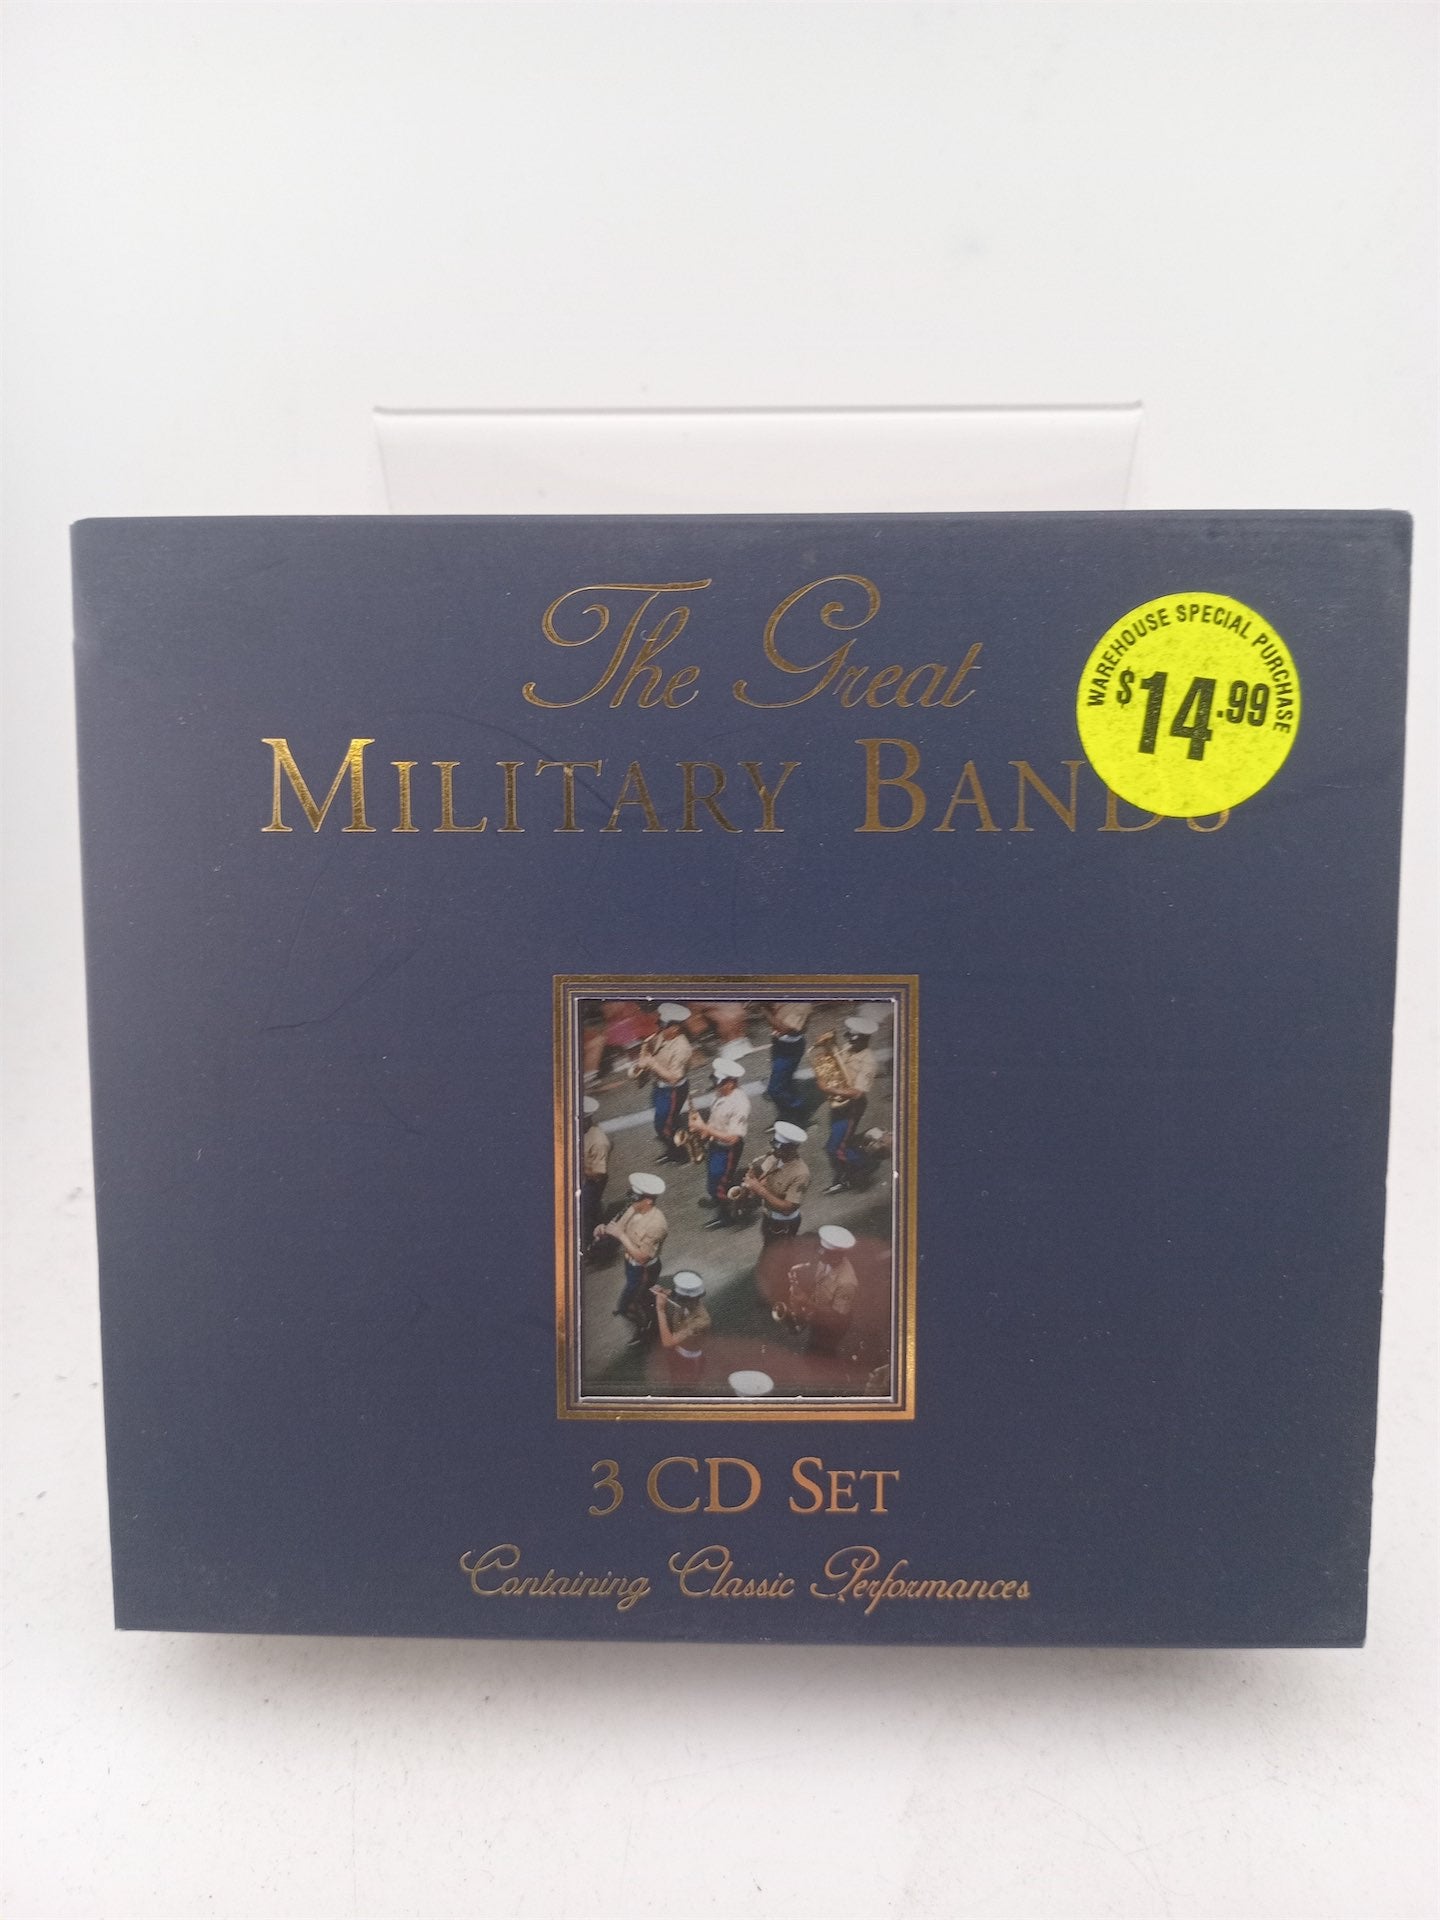 The Great
MILITARY BANDS
WAREHOUSE SPECIAL PURCHASE
$14.99
3 CD SET
Containing Classic Performances